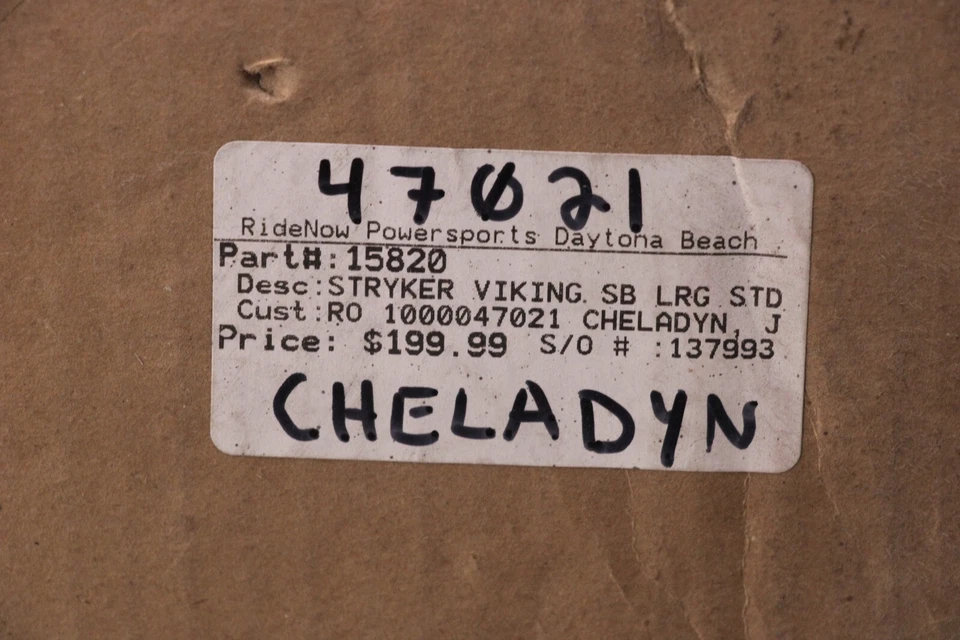 47021
RideNow Powersports Daytona Beach
Part#:15820
Desc:STRYKER VIKING SB LRG STD
Cust:RO 1000047021 CHELADYN, J
Price: $199.99 S/O # :137993
CHELADYN